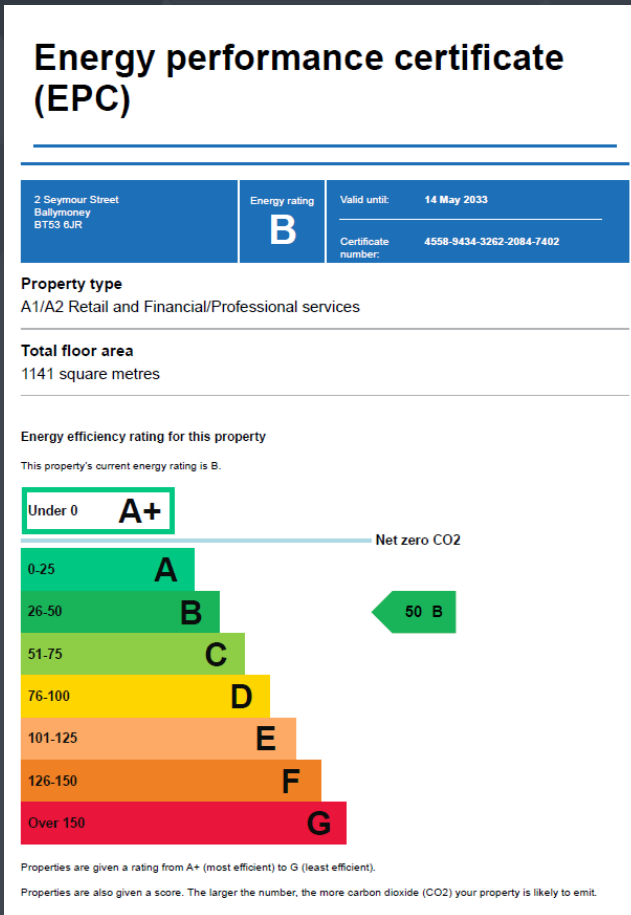 Energy performance certificate
(EPC)
2 Seymour Street
Ballymoney
BT53 6JR
Energy rating
B
Valid until: 14 May 2033
Certificate
number: 4558-9434-3262-2084-7402
Property type
A1/A2 Retail and Financial/Professional services
Total floor area
1141 square metres
Energy efficiency rating for this property
This property's current energy rating is B.
Under 0 A+
Net zero CO2
0-25 A
26-50 B
50 B
51-75 C
76-100 D
101-125 E
126-150 F
Over 150 G
Properties are given a rating from A+ (most efficient) to G (least efficient).
Properties are also given a score. The larger the number, the more carbon dioxide (CO2) your property is likely to emit.